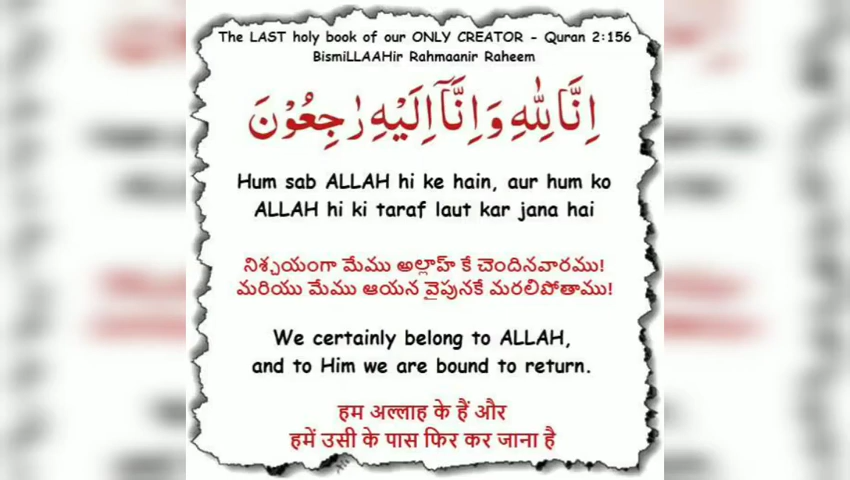 The LAST holy book of our ONLY CREATOR - Quran 2:156
BismiLLAAHir Rahmaanir Raheem
اِنَّا لِلّٰهِ وَاِنَّاۤ اِلَيْهِ رٰجِعُوْنَ
Hum sab ALLAH hi ke hain, aur hum ko
ALLAH hi ki taraf laut kar jana hai
నిశ్చయంగా మేము అల్లాహ్ కే చెందినవారము!
మరియు మేము ఆయన వైపునకే మరలిపోతాము!
We certainly belong to ALLAH,
and to Him we are bound to return.
हम अल्लाह के हैं और
हमें उसी के पास फिर कर जाना है